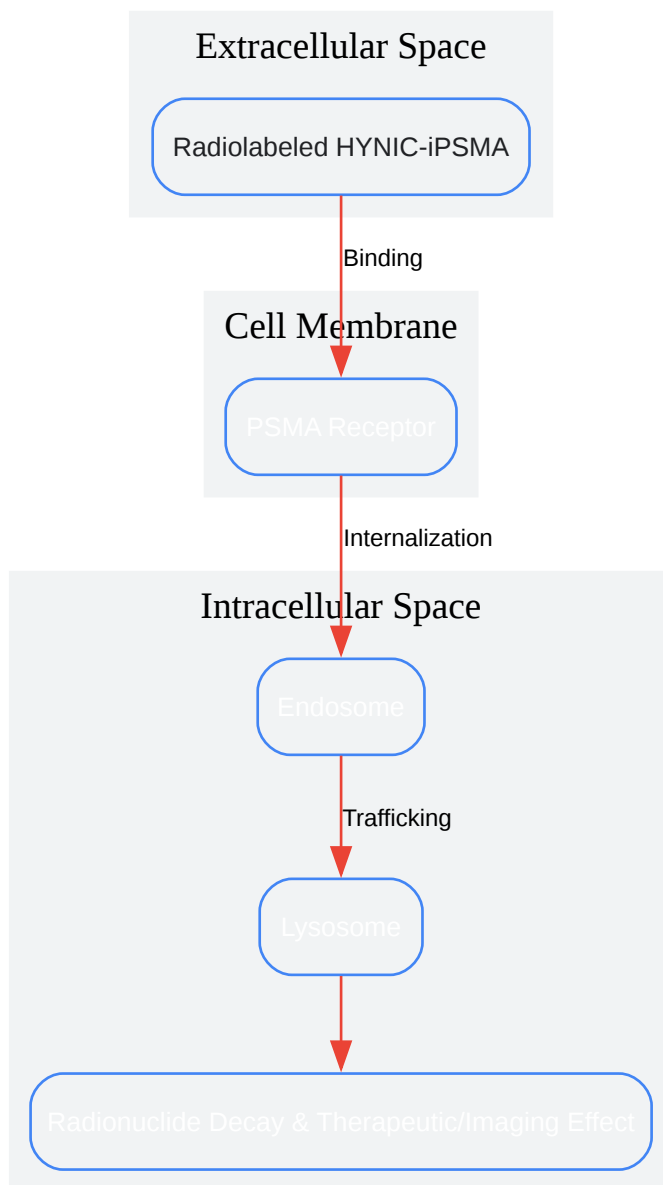 Extracellular Space
Radiolabeled HYNIC-iPSMA
Binding
Cell Membrane
PSMA Receptor
Internalization
Intracellular Space
Endosome
Trafficking
Lysosome
Radionuclide Decay & Therapeutic/Imaging Effect